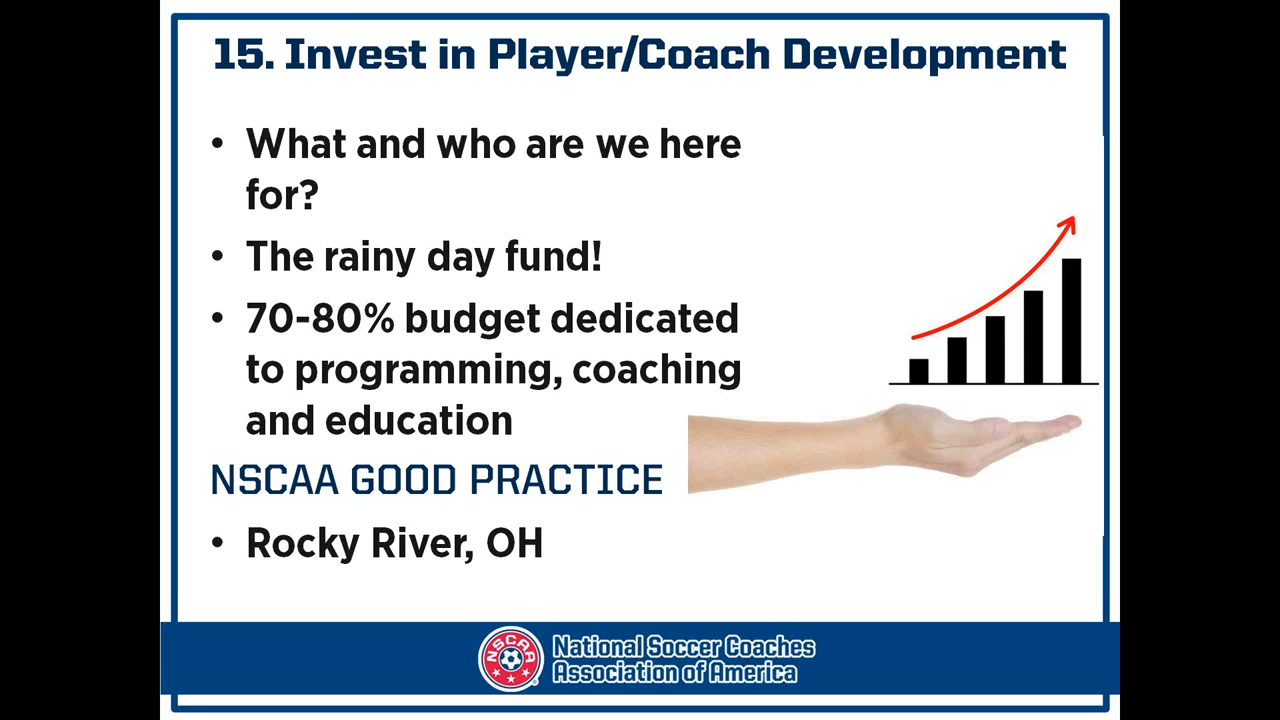 15. Invest in Player/Coach Development
• What and who are we here
for?
• The rainy day fund!
• 70-80% budget dedicated
to programming, coaching
and education
NSCAA GOOD PRACTICE
• Rocky River, OH
NSCAA
National Soccer Coaches
Association of America